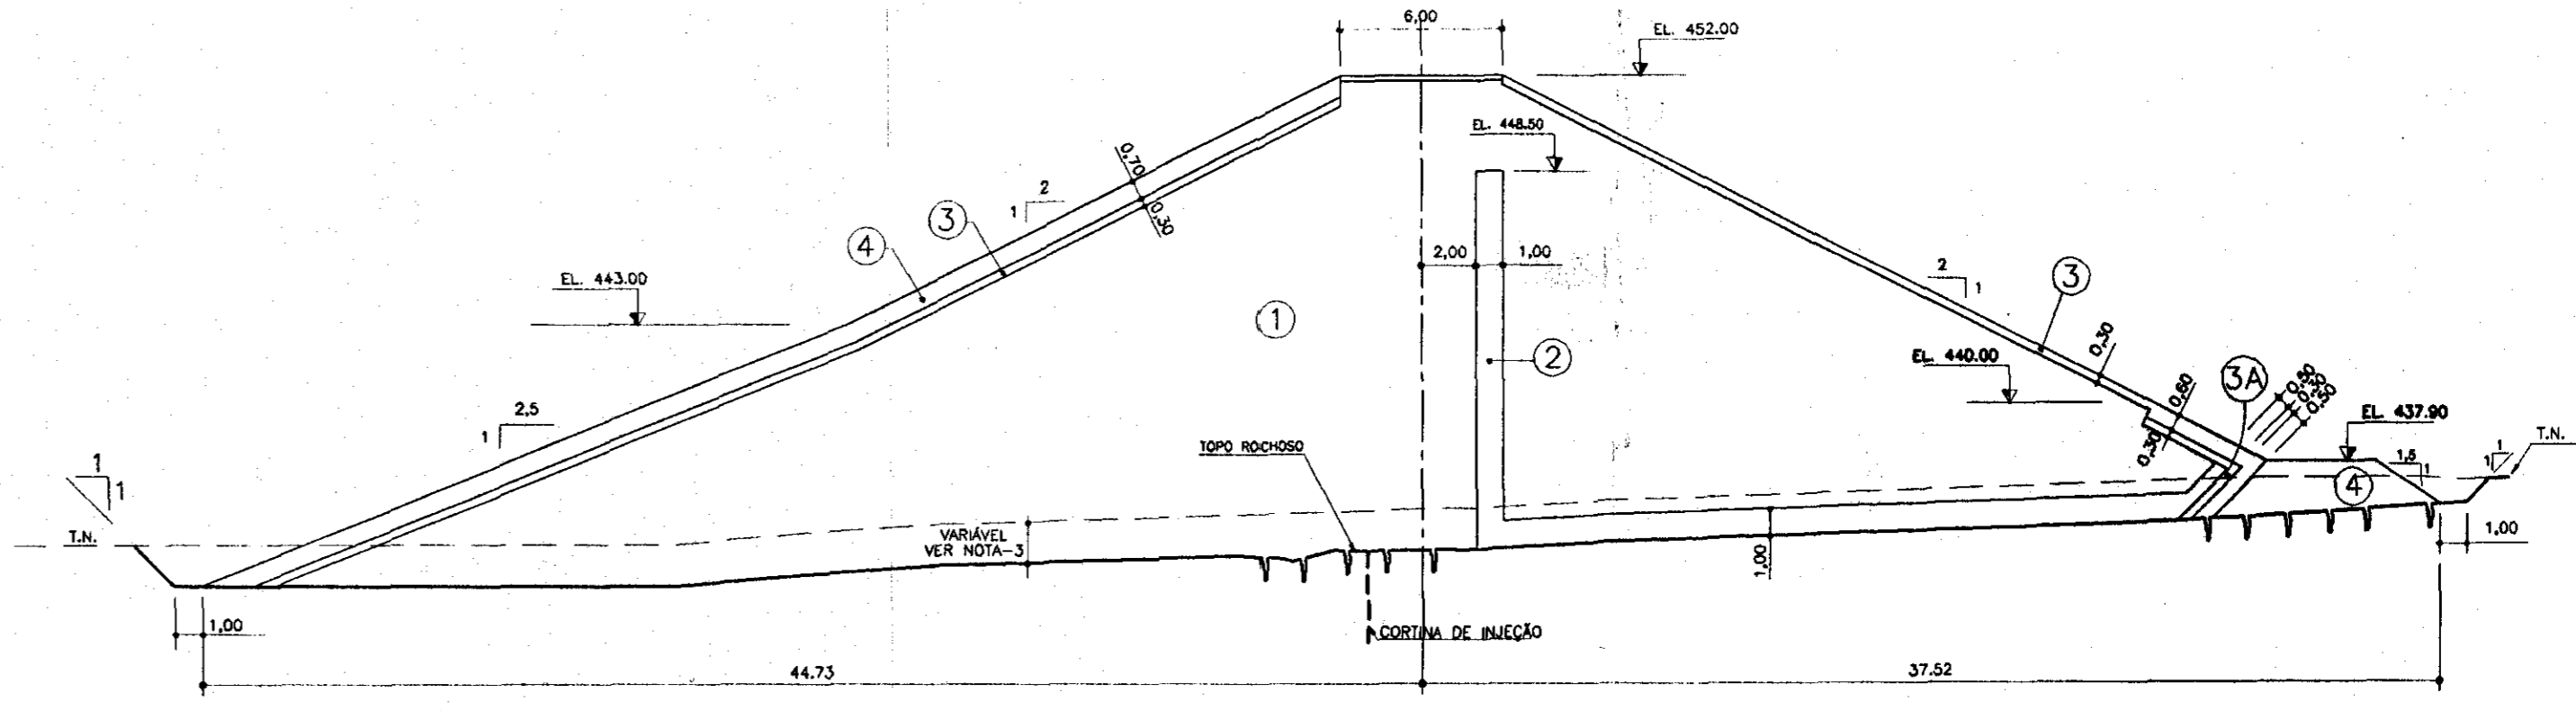 6,00
EL. 452.00
EL. 448.50
0,70
0,30
2
1
3
4
2,00
1,00
2
1
3
EL. 443.00
1
2
0,30
EL. 440.00
3A
0,50
0,30
0,50
0,60
0,30
EL. 437.90
2,5
1
1,5
1
1
1
T.N.
TOPO ROCHOSO
4
1
1
T.N.
VARIÁVEL
VER NOTA-3
1,00
1,00
1,00
CORTINA DE INJEÇÃO
44.73
37.52